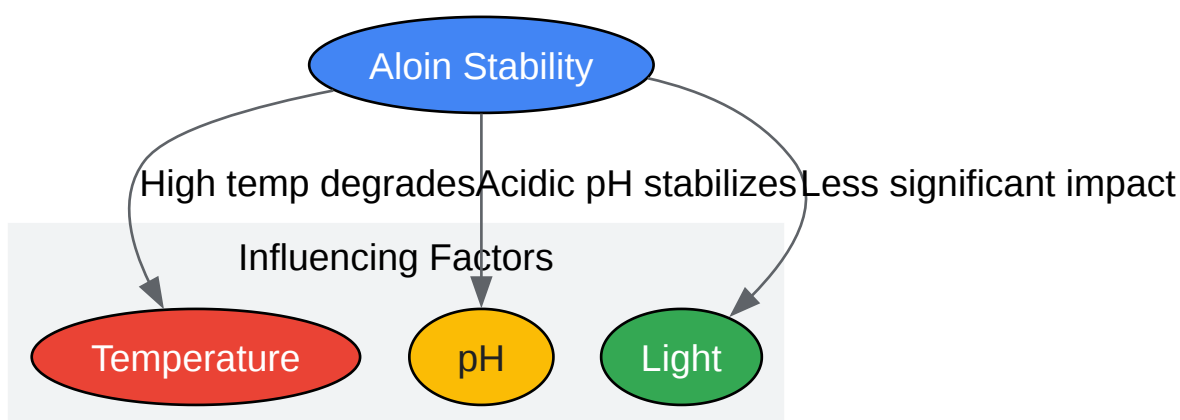 Aloin Stability
High temp degrades
Acidic pH stabilizes
Less significant impact
Influencing Factors
Temperature
pH
Light